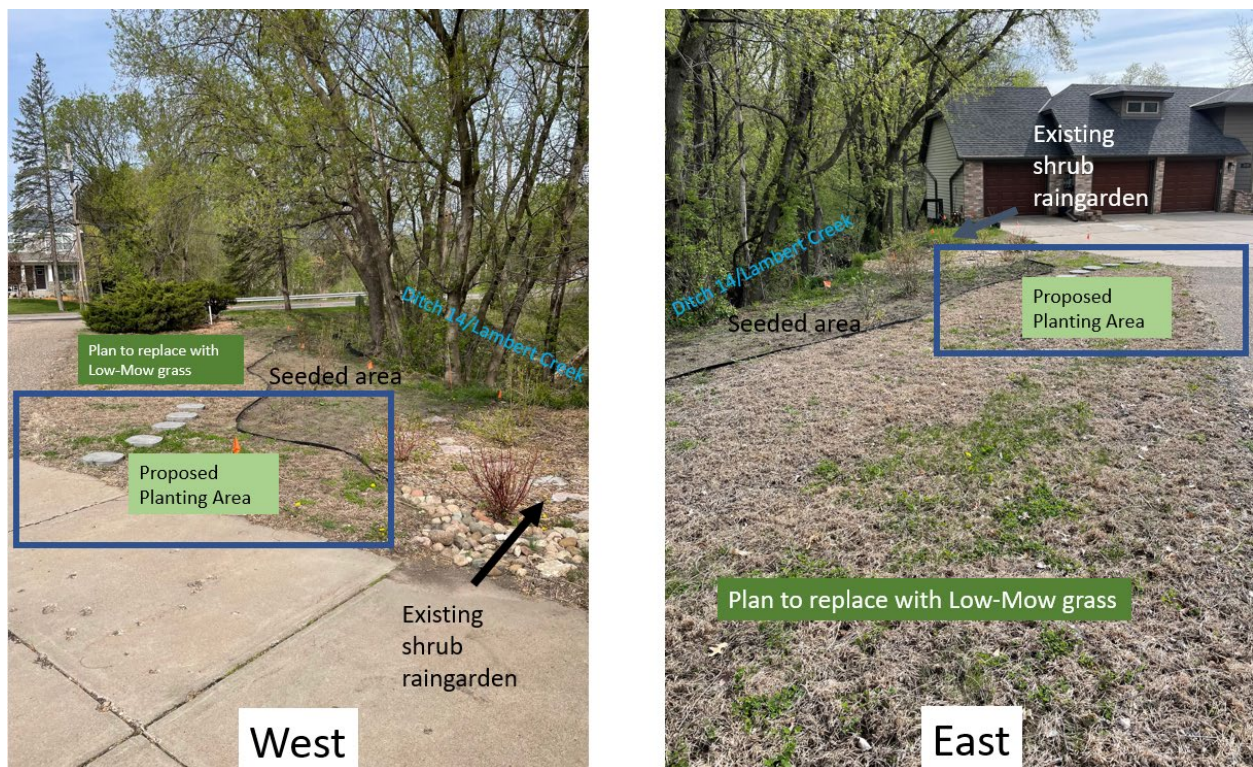 Ditch 14/Lambert Creek
Plan to replace with
Low-Mow grass
Seeded area
Proposed
Planting Area
Existing
shrub
raingarden
West
Existing
shrub
raingarden
Ditch 14/Lambert Creek
Seeded area
Proposed
Planting Area
Plan to replace with Low-Mow grass
East